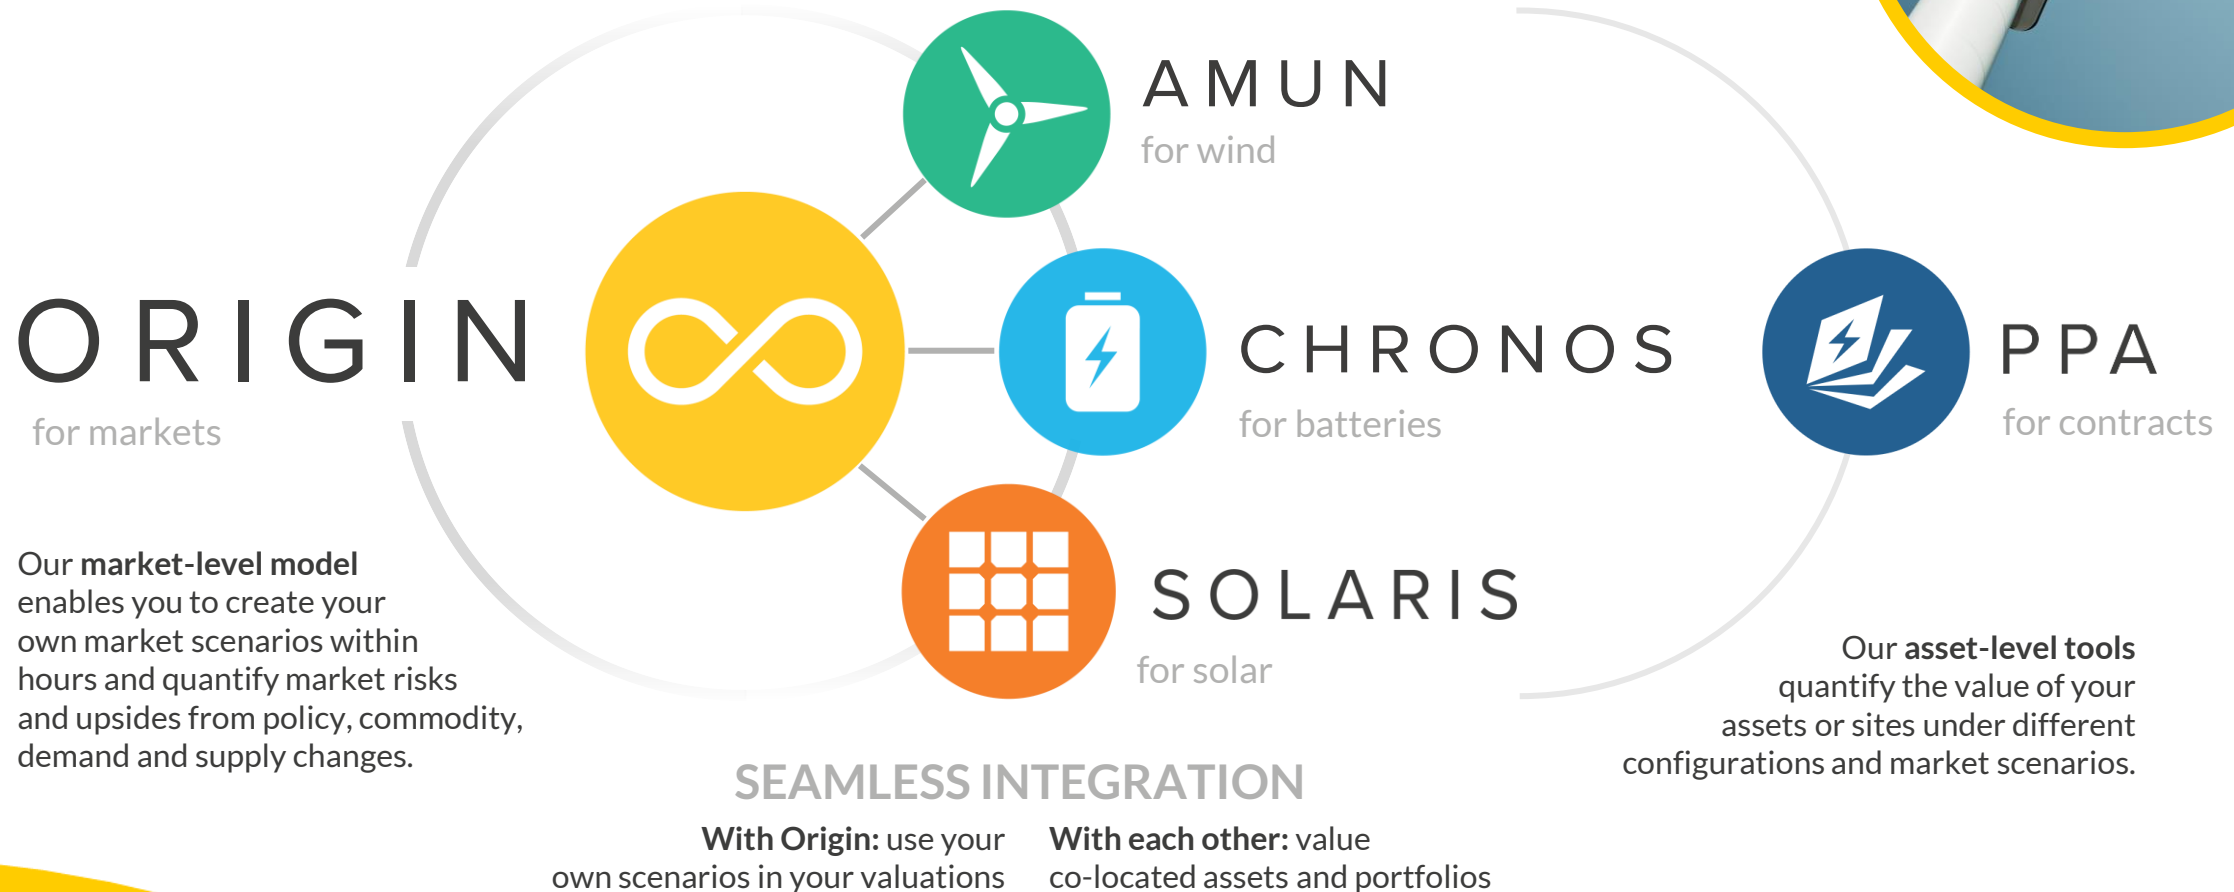 AMUN
for wind
ORIGIN
for markets
CHRONOS
for batteries
PPA
for contracts
SOLARIS
for solar
Our market-level model
enables you to create your
own market scenarios within
hours and quantify market risks
and upsides from policy, commodity,
demand and supply changes.
Our asset-level tools
quantify the value of your
assets or sites under different
configurations and market scenarios.
SEAMLESS INTEGRATION
With Origin: use your
own scenarios in your valuations
With each other: value
co-located assets and portfolios